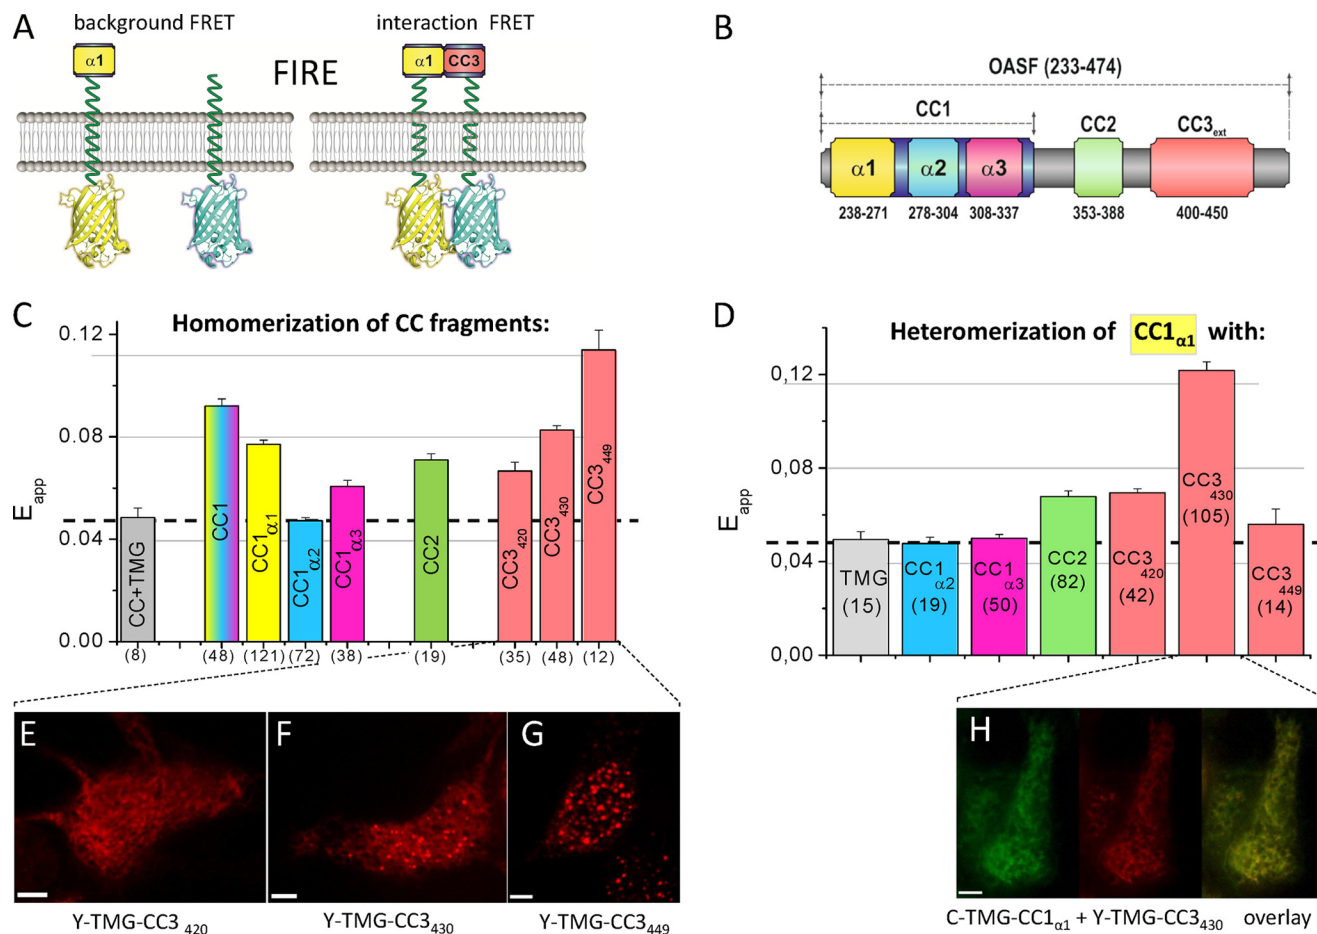 A
background FRET
interaction FRET
α1
FIRE
α1
CC3
B
OASF (233-474)
CC1
CC2
CC3ext
α1
α2
α3
238-271
278-304
308-337
353-388
400-450
C
Homomerization of CC fragments:
Eapp
0.12
0.08
0.04
0.00
CC+TMG
CC1
CC1α1
CC1α2
CC1α3
CC2
CC3420
CC3430
CC3449
(8)
(48)
(121)
(72)
(38)
(19)
(35)
(48)
(12)
D
Heteromerization of CC1α1 with:
Eapp
0,12
0,08
0,04
0,00
TMG
(15)
CC1α2
(19)
CC1α3
(50)
CC2
(82)
CC3420
(42)
CC3430
(105)
CC3449
(14)
E
F
G
H
Y-TMG-CC3420
Y-TMG-CC3430
Y-TMG-CC3449
C-TMG-CC1α1 + Y-TMG-CC3430
overlay